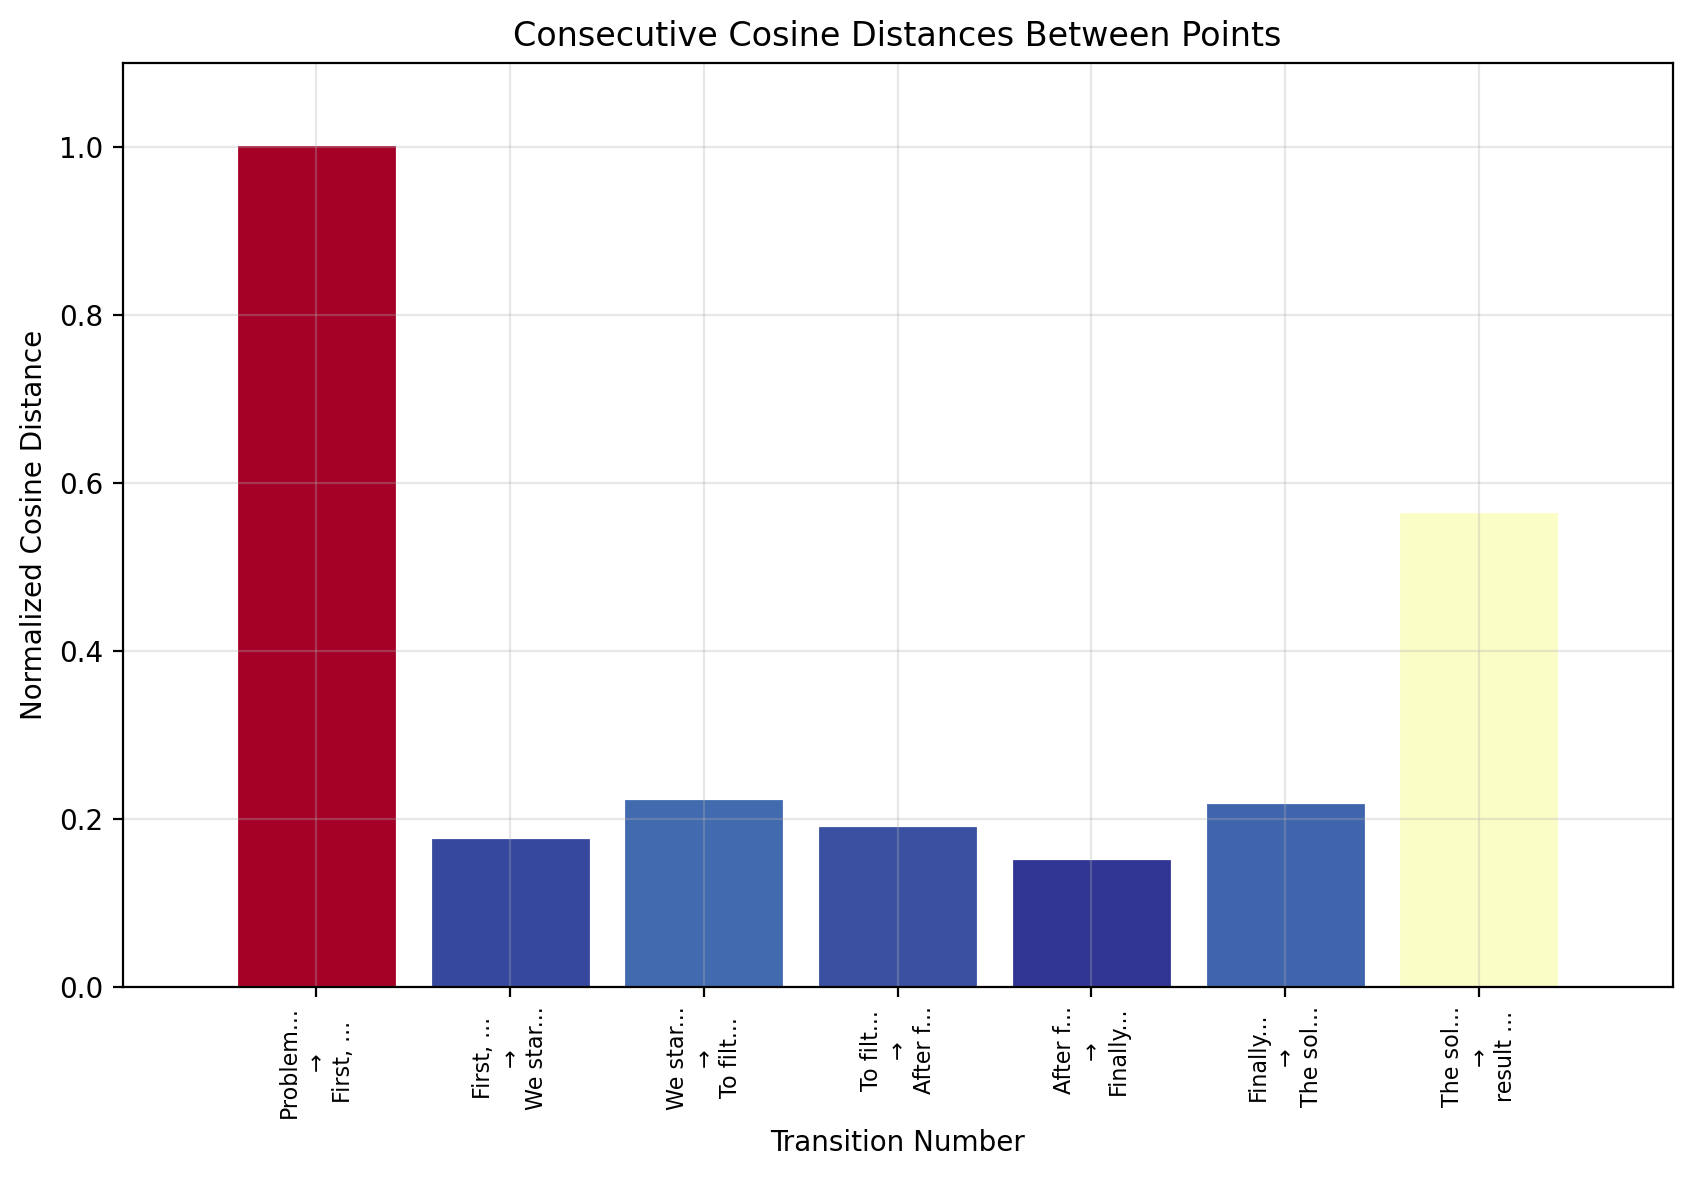 Consecutive Cosine Distances Between Points
Normalized Cosine Distance
1.0
0.8
0.6
0.4
0.2
0.0
Problem...
→
First, ...
First, ...
→
We star...
We star...
→
To filt...
To filt...
→
After f...
After f...
→
Finally...
Finally...
→
The sol...
The sol...
→
result ...
Transition Number